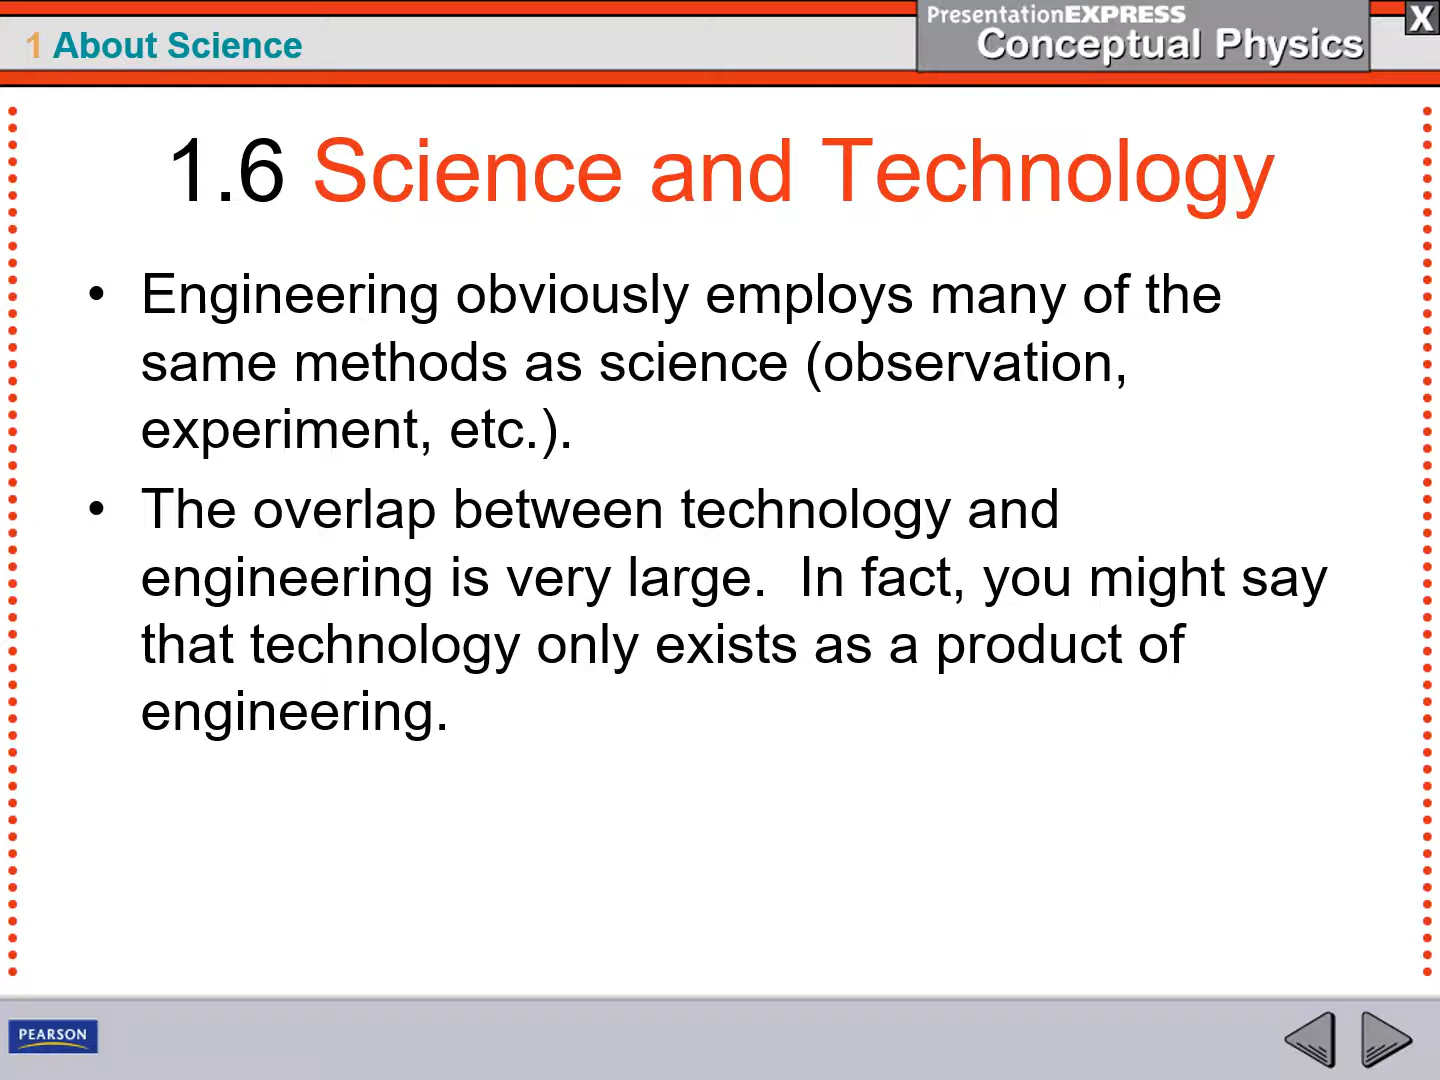 1 About Science
PresentationEXPRESS
Conceptual Physics
X
1.6 Science and Technology
• Engineering obviously employs many of the
same methods as science (observation,
experiment, etc.).
• The overlap between technology and
engineering is very large.  In fact, you might say
that technology only exists as a product of
engineering.
PEARSON